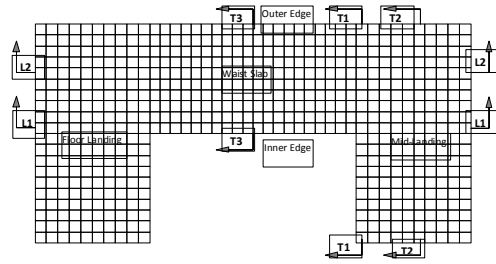 T3
Outer Edge
T1
T2
L2
Waist Slab
L2
L1
L1
Floor Landing
T3
Inner Edge
Mid-Landing
T1
T2